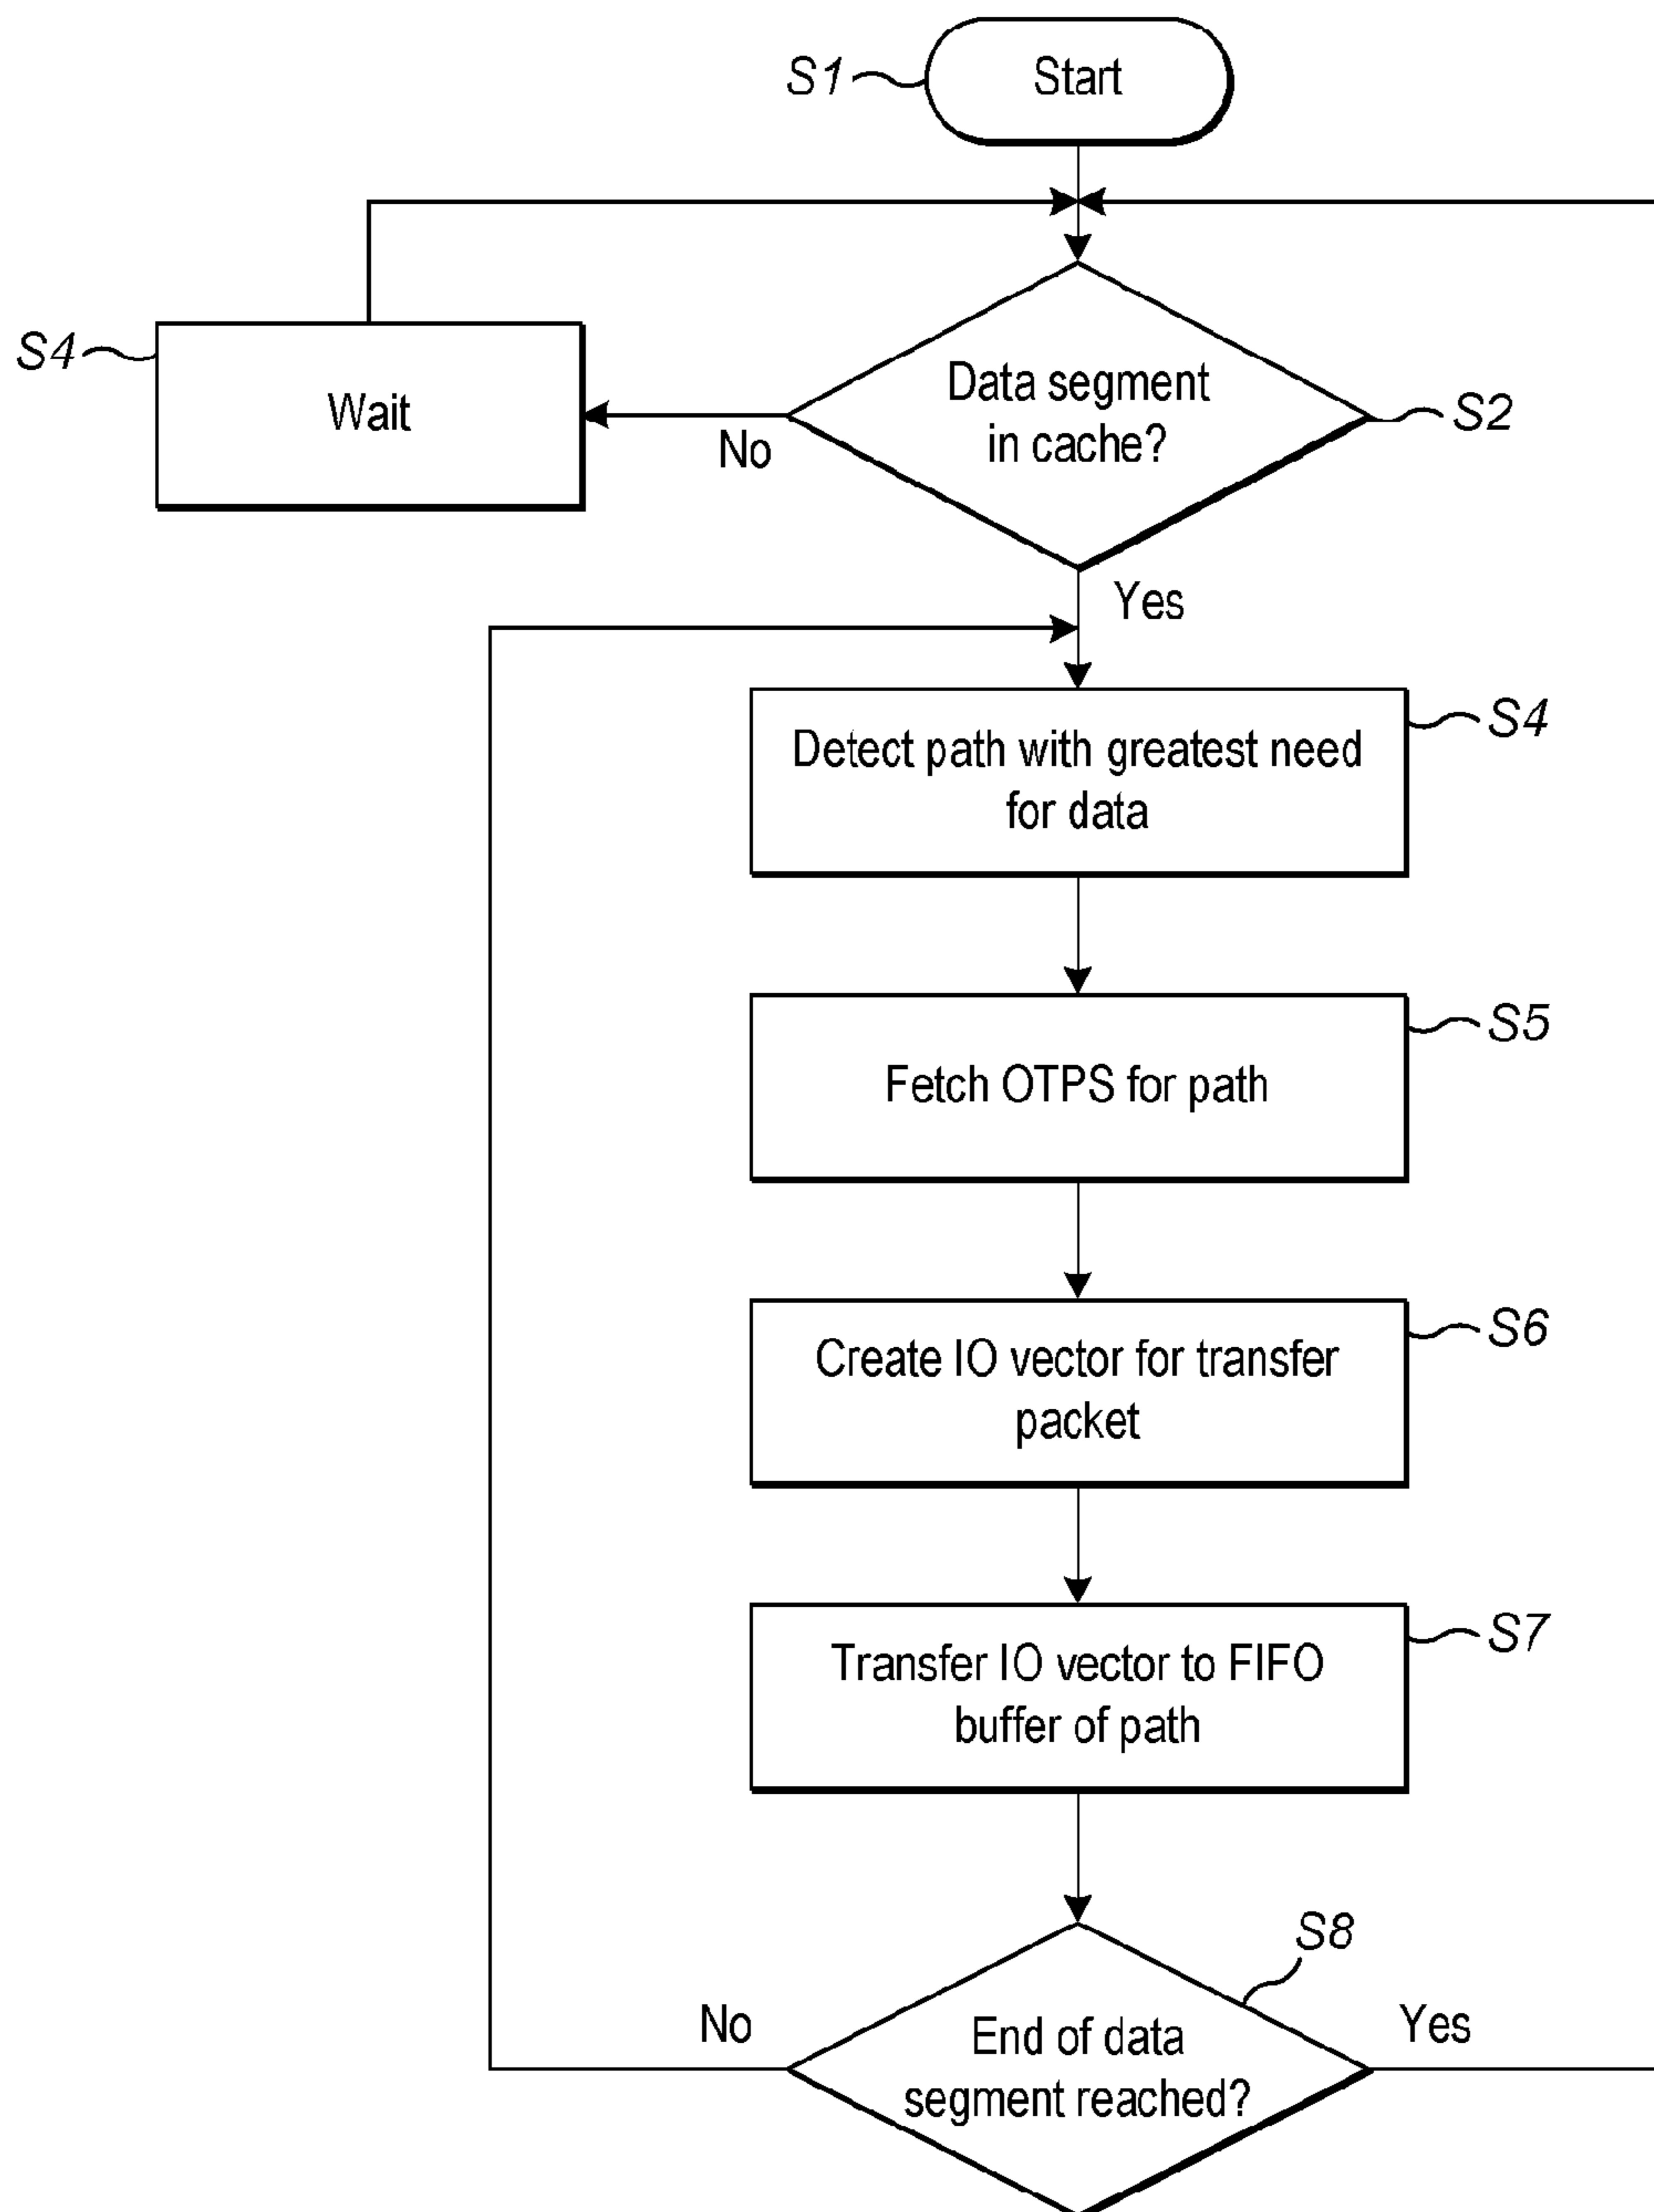 S1
Start
S4
Wait
No
Data segment
in cache?
S2
Yes
Detect path with greatest need
for data
S4
Fetch OTPS for path
S5
Create IO vector for transfer
packet
S6
Transfer IO vector to FIFO
buffer of path
S7
S8
No
End of data
segment reached?
Yes